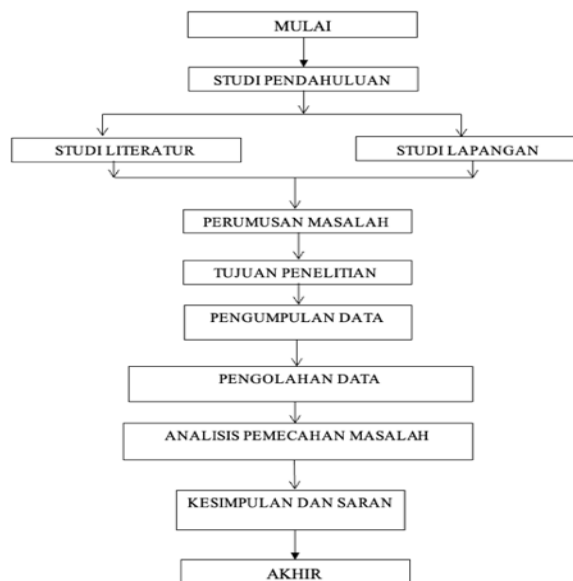 MULAI
STUDI PENDAHULUAN
STUDI LITERATUR
STUDI LAPANGAN
PERUMUSAN MASALAH
TUJUAN PENELITIAN
PENGUMPULAN DATA
PENGOLAHAN DATA
ANALISIS PEMECAHAN MASALAH
KESIMPULAN DAN SARAN
AKHIR